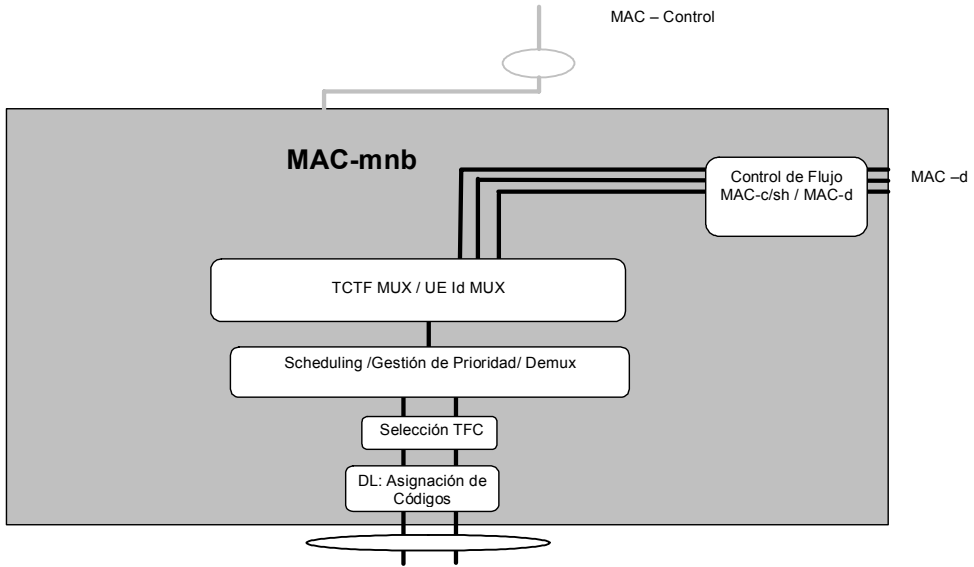 MAC – Control
MAC-mnb
Control de Flujo
MAC-c/sh / MAC-d
MAC –d
TCTF MUX / UE Id MUX
Scheduling /Gestión de Prioridad/ Demux
Selección TFC
DL: Asignación de
Códigos